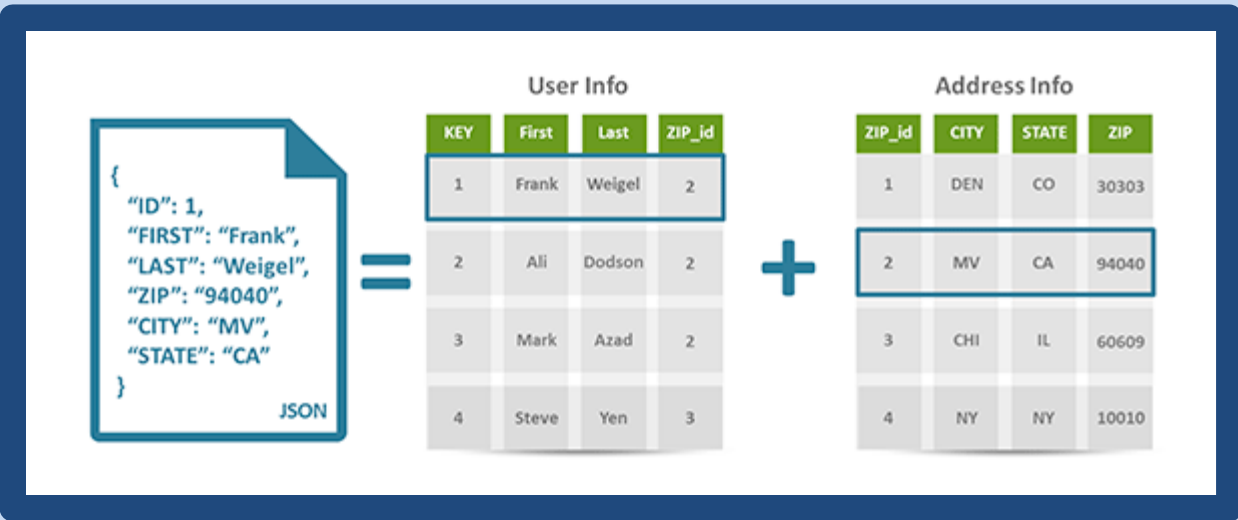 {
“ID”: 1,
“FIRST”: “Frank”,
“LAST”: “Weigel”,
“ZIP”: “94040”,
“CITY”: “MV”,
“STATE”: “CA”
}
JSON
=
User Info
KEY First Last ZIP_id
1 Frank Weigel 2
2 Ali Dodson 2
3 Mark Azad 2
4 Steve Yen 3
+
Address Info
ZIP_id CITY STATE ZIP
1 DEN CO 30303
2 MV CA 94040
3 CHI IL 60609
4 NY NY 10010